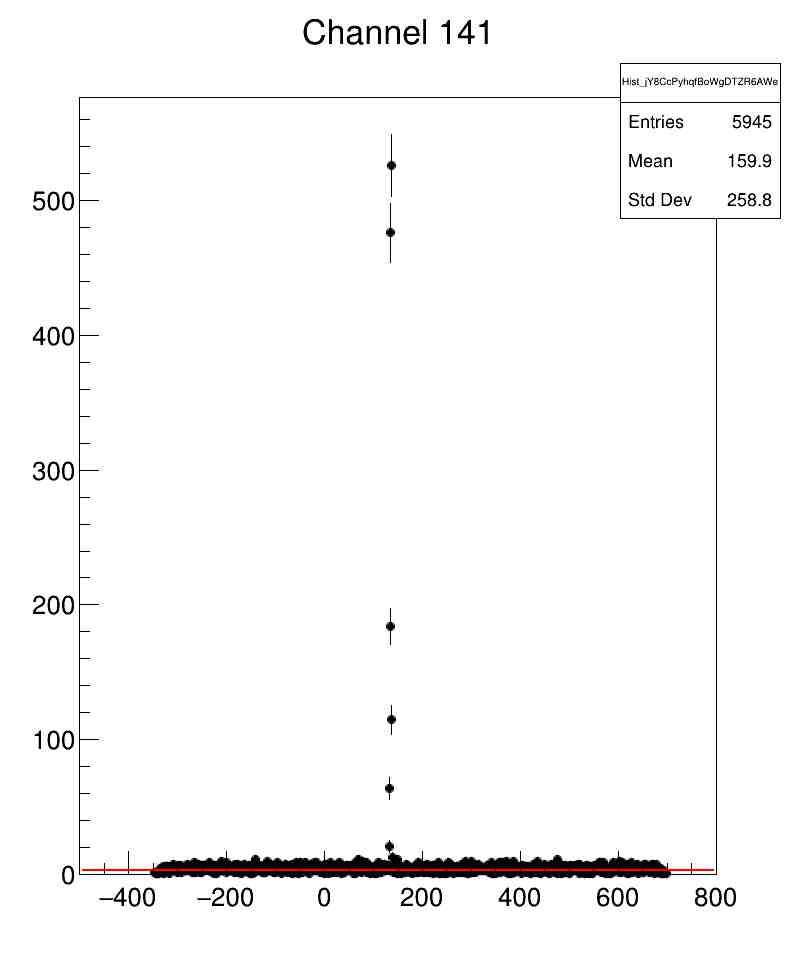 Channel 141
Hist_jY8CcPyhqfBoWgDTZR6AWe
Entries 5945
Mean 159.9
Std Dev 258.8
500
400
300
200
100
0
−400 −200 0 200 400 600 800